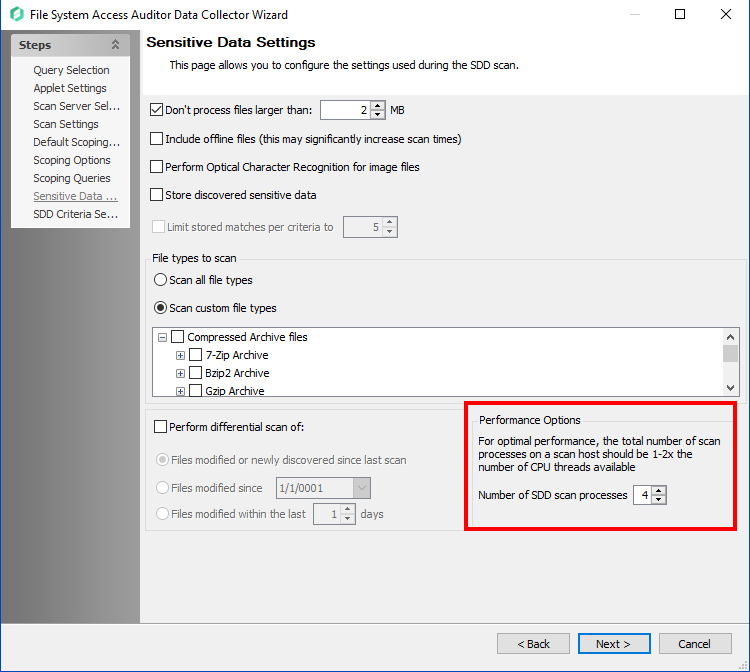 File System Access Auditor Data Collector Wizard
Steps
Query Selection
Applet Settings
Scan Server Sel...
Scan Settings
Default Scoping...
Scoping Options
Scoping Queries
Sensitive Data ...
SDD Criteria Se...
Sensitive Data Settings
This page allows you to configure the settings used during the SDD scan.
Don't process files larger than: 2 MB
Include offline files (this may significantly increase scan times)
Perform Optical Character Recognition for image files
Store discovered sensitive data
Limit stored matches per criteria to 5
File types to scan
Scan all file types
Scan custom file types
Compressed Archive files
7-Zip Archive
Bzip2 Archive
Gzip Archive
Perform differential scan of:
Files modified or newly discovered since last scan
Files modified since 1/1/0001
Files modified within the last 1 days
Performance Options
For optimal performance, the total number of scan
processes on a scan host should be 1-2x the
number of CPU threads available
Number of SDD scan processes 4
< Back
Next >
Cancel